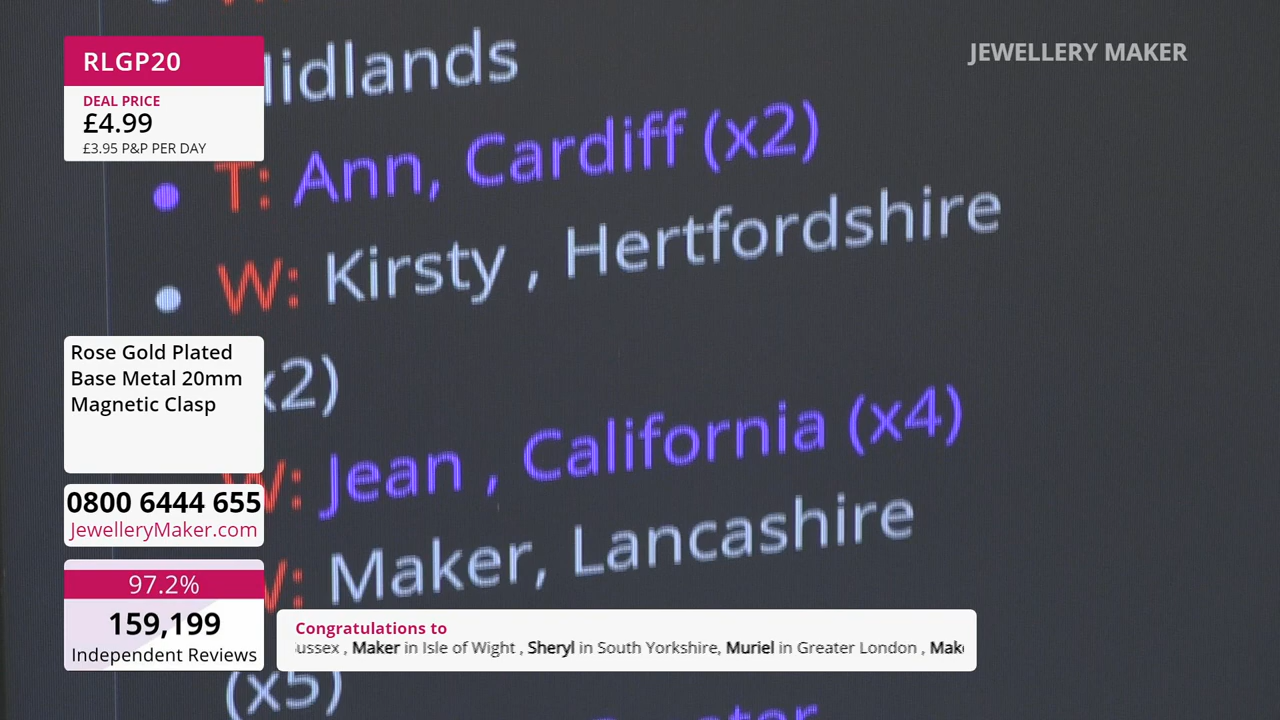 RLGP20
DEAL PRICE
£4.99
£3.95 P&P PER DAY
JEWELLERY MAKER
T: Ann, Cardiff (x2)
W: Kirsty , Hertfordshire
(x2)
W: Jean , California (x4)
W: Maker, Lancashire
(x5)
Rose Gold Plated
Base Metal 20mm
Magnetic Clasp
0800 6444 655
JewelleryMaker.com
97.2%
159,199
Independent Reviews
Congratulations to
, Maker in Isle of Wight , Sheryl in South Yorkshire, Muriel in Greater London ,